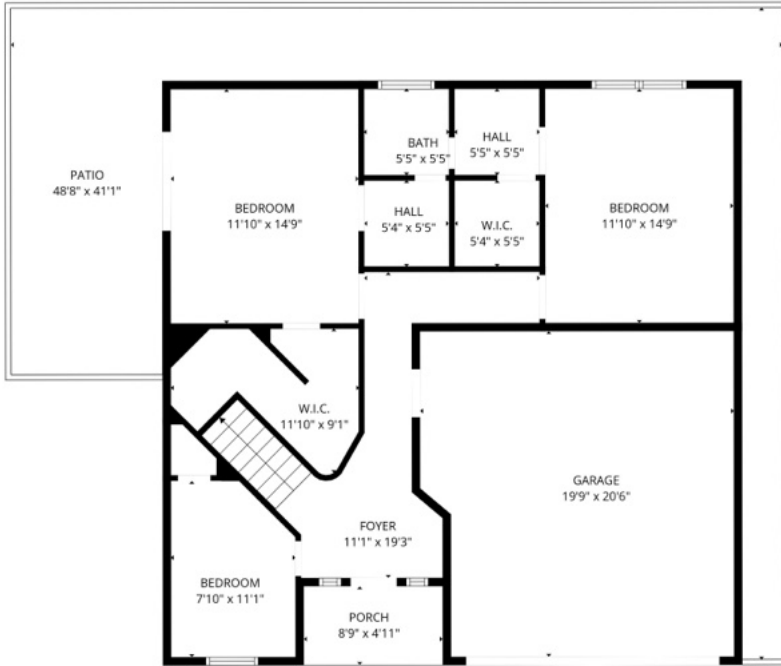 PATIO
48'8" x 41'1"
BEDROOM
11'10" x 14'9"
BATH
5'5" x 5'5"
HALL
5'5" x 5'5"
HALL
5'4" x 5'5"
W.I.C.
5'4" x 5'5"
BEDROOM
11'10" x 14'9"
W.I.C.
11'10" x 9'1"
GARAGE
19'9" x 20'6"
FOYER
11'1" x 19'3"
BEDROOM
7'10" x 11'1"
PORCH
8'9" x 4'11"